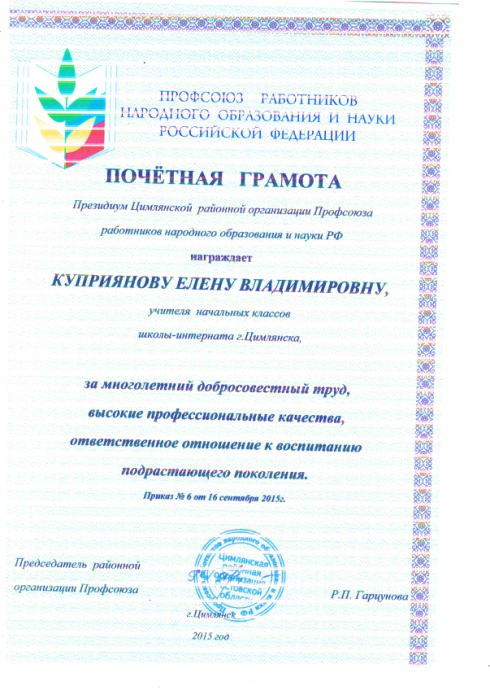 ПРОФСОЮЗ РАБОТНИКОВ
НАРОДНОГО ОБРАЗОВАНИЯ И НАУКИ
РОССИЙСКОЙ ФЕДЕРАЦИИ
ПОЧЁТНАЯ ГРАМОТА
Президиум Цимлянской районной организации Профсоюза
работников народного образования и науки РФ
награждает
КУПРИЯНОВУ ЕЛЕНУ ВЛАДИМИРОВНУ,
учителя начальных классов
школы-интерната г.Цимлянска,
за многолетний добросовестный труд,
высокие профессиональные качества,
ответственное отношение к воспитанию
подрастающего поколения.
Приказ № 6 от 16 сентября 2015г.
Председатель районной
организации Профсоюза
Цимлянская
организация
Р.П. Гарцунова
г.Цимлянск
2015 год